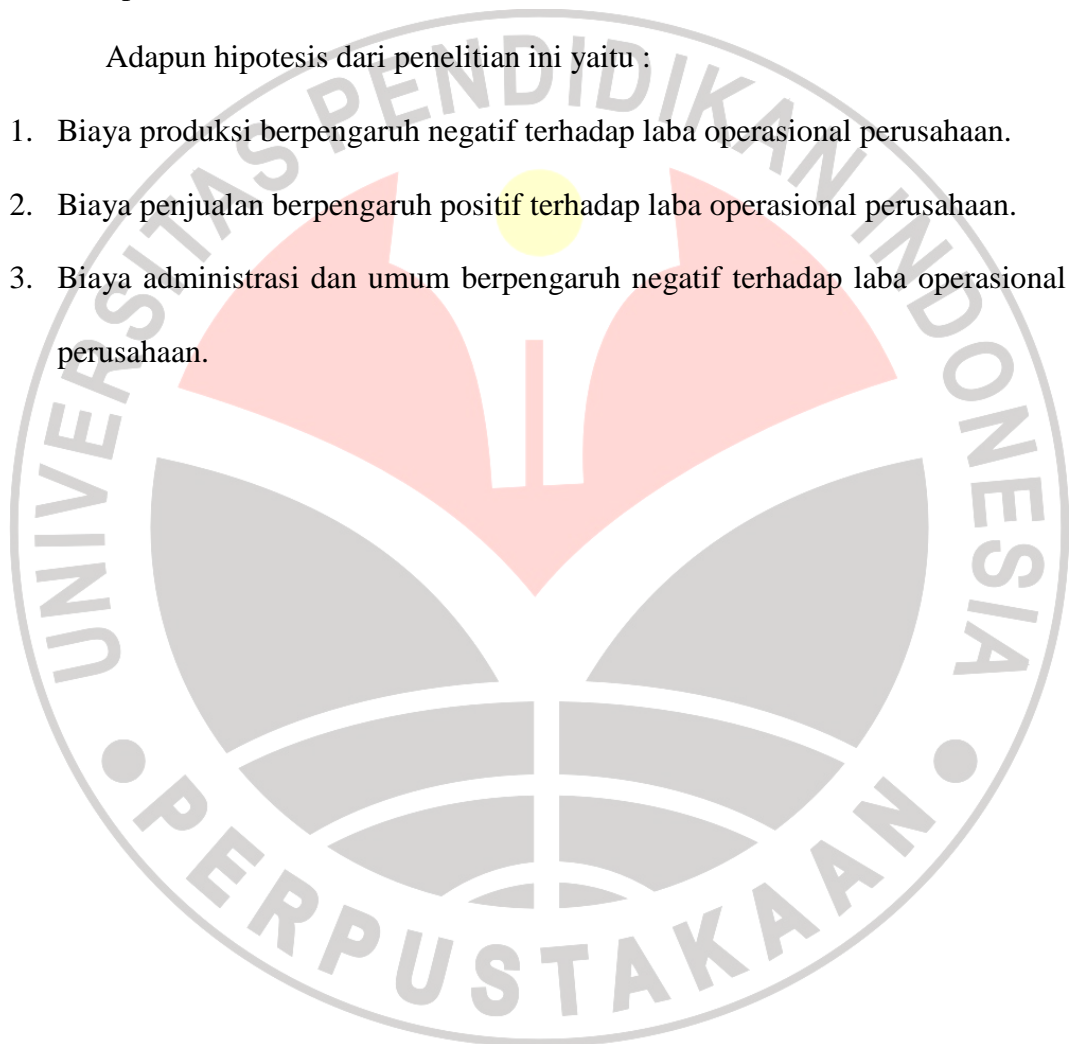 Adapun hipotesis dari penelitian ini yaitu :
1. Biaya produksi berpengaruh negatif terhadap laba operasional perusahaan.
2. Biaya penjualan berpengaruh positif terhadap laba operasional perusahaan.
3. Biaya administrasi dan umum berpengaruh negatif terhadap laba operasional
perusahaan.
UNIVERSITAS PENDIDIKAN INDONESIA
PERPUSTAKAAN